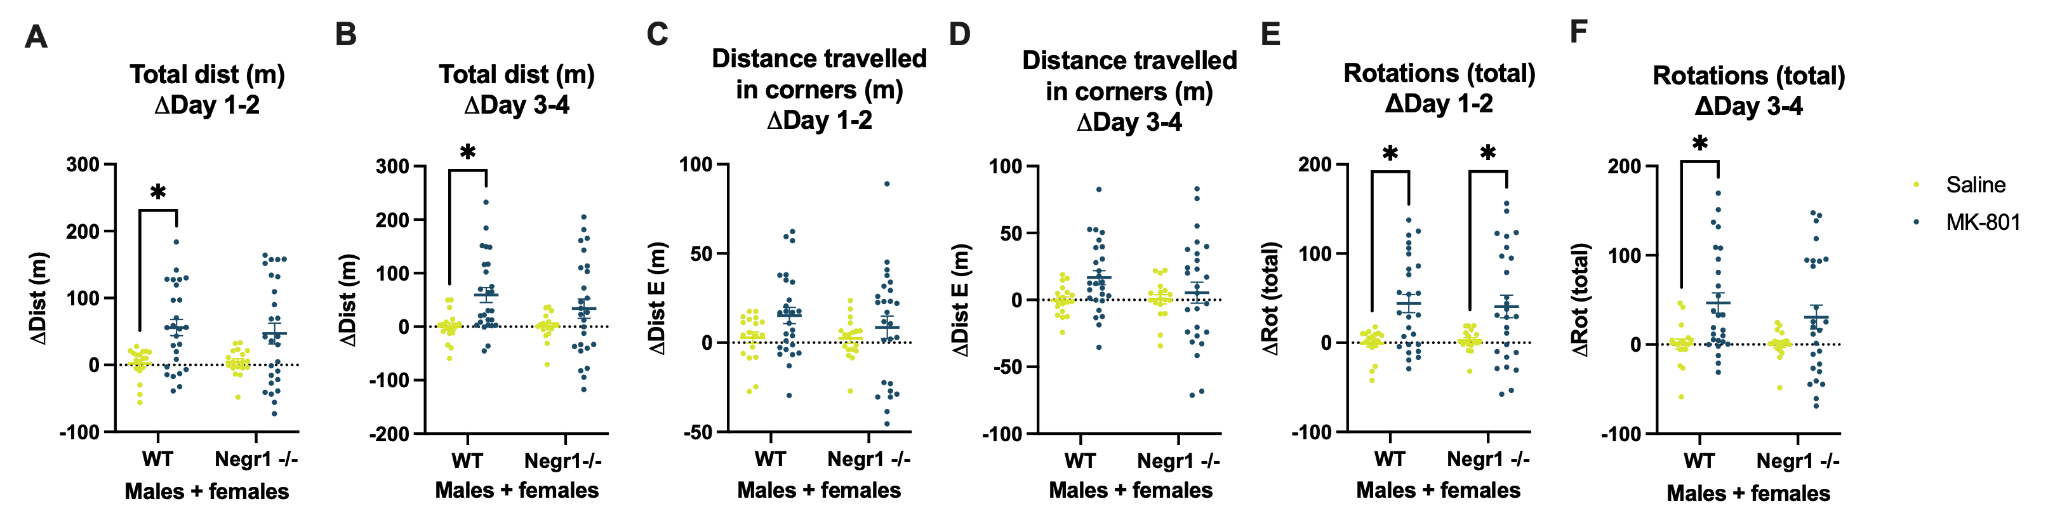 A
Total dist (m)
ΔDay 1-2
*
300
200
100
0
-100
ΔDist (m)
WT
Negr1 -/-
Males + females
B
Total dist (m)
ΔDay 3-4
*
300
200
100
0
-100
-200
ΔDist (m)
WT
Negr1-/-
Males + females
C
Distance travelled
in corners (m)
ΔDay 1-2
100
50
0
-50
ΔDist E (m)
WT
Negr1 -/-
Males + females
D
Distance travelled
in corners (m)
ΔDay 3-4
100
50
0
-50
-100
ΔDist E (m)
WT
Negr1 -/-
Males + females
E
Rotations (total)
ΔDay 1-2
*
*
200
100
0
-100
ΔRot (total)
WT
Negr1 -/-
Males + females
F
Rotations (total)
ΔDay 3-4
*
200
100
0
-100
ΔRot (total)
WT
Negr1 -/-
Males + females
Saline
MK-801